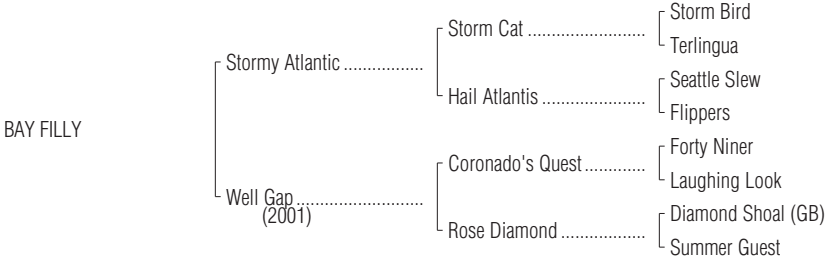 Storm Bird
Storm Cat ........................
Terlingua
Stormy Atlantic .................
Seattle Slew
Hail Atlantis ......................
Flippers
BAY FILLY
Forty Niner
Coronado's Quest.............
Laughing Look
Well Gap...........................
(2001)
Diamond Shoal (GB)
Rose Diamond ..................
Summer Guest